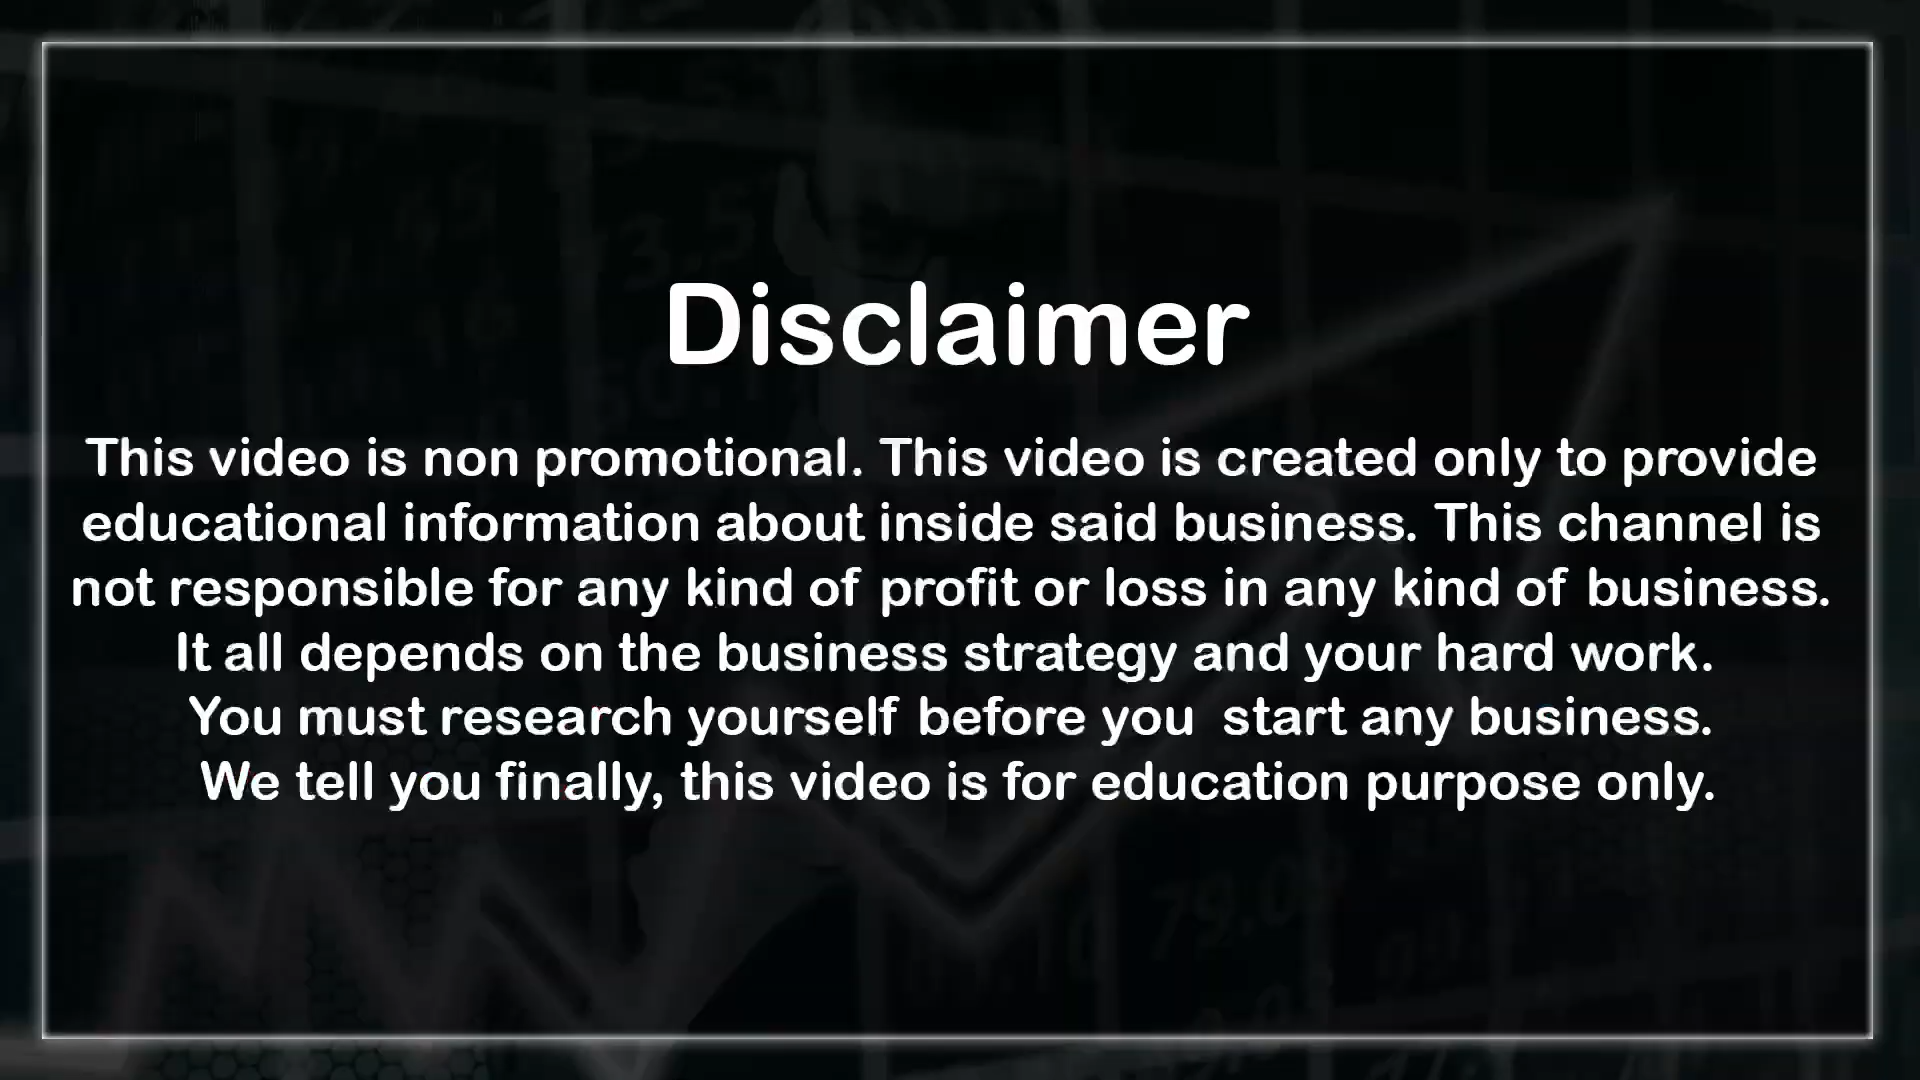 Disclaimer
This video is non promotional. This video is created only to provide
educational information about inside said business. This channel is
not responsible for any kind of profit or loss in any kind of business.
It all depends on the business strategy and your hard work.
You must research yourself before you start any business.
We tell you finally, this video is for education purpose only.